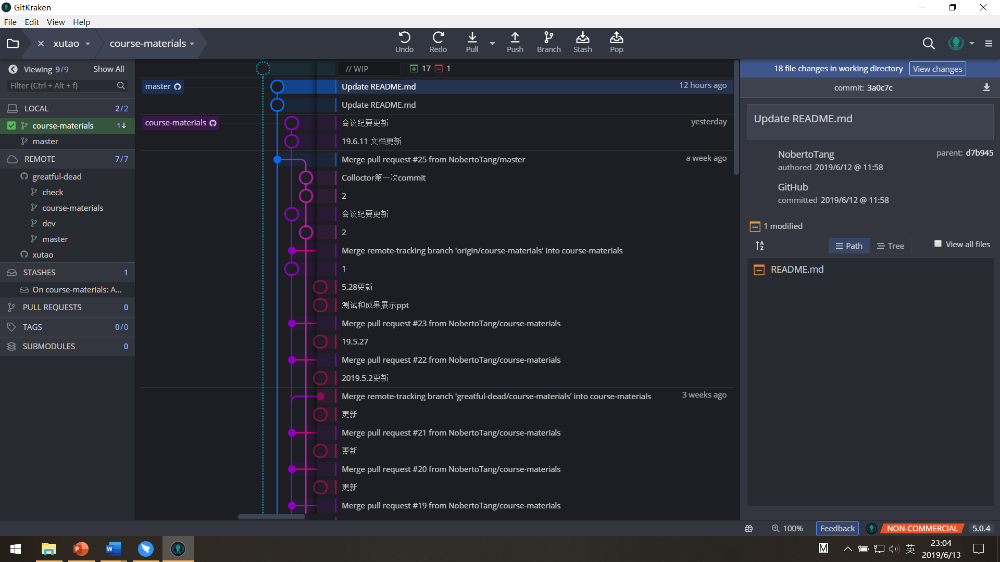 GitKraken
File Edit View Help
xutao course-materials Undo Redo Pull Push Branch Stash Pop
Viewing 9/9 Show All
Filter (Ctrl + Alt + f)
LOCAL 2/2
course-materials 1
master
REMOTE 7/7
greatful-dead
check
course-materials
dev
master
xutao
STASHES 1
On course-materials: A...
PULL REQUESTS 0
TAGS 0/0
SUBMODULES 0
// WIP 17 1
master Update README.md 12 hours ago
Update README.md
course-materials 会议纪要更新 yesterday
19.6.11 文档更新
Merge pull request #25 from NobertoTang/master a week ago
Colloctor第一次commit
2
会议纪要更新
2
Merge remote-tracking branch 'origin/course-materials' into course-materials
1
5.28更新
测试和成果展示ppt
Merge pull request #23 from NobertoTang/course-materials
19.5.27
Merge pull request #22 from NobertoTang/course-materials
2019.5.2更新
Merge remote-tracking branch 'greatful-dead/course-materials' into course-materials 3 weeks ago
更新
Merge pull request #21 from NobertoTang/course-materials
更新
Merge pull request #20 from NobertoTang/course-materials
更新
Merge pull request #19 from NobertoTang/course-materials
18 file changes in working directory View changes
commit: 3a0c7c
Update README.md
NobertoTang parent: d7b945
authored 2019/6/12 @ 11:58
GitHub
committed 2019/6/12 @ 11:58
1 modified
Path Tree View all files
README.md
100% Feedback NON-COMMERCIAL 5.0.4
M 英 23:04
2019/6/13